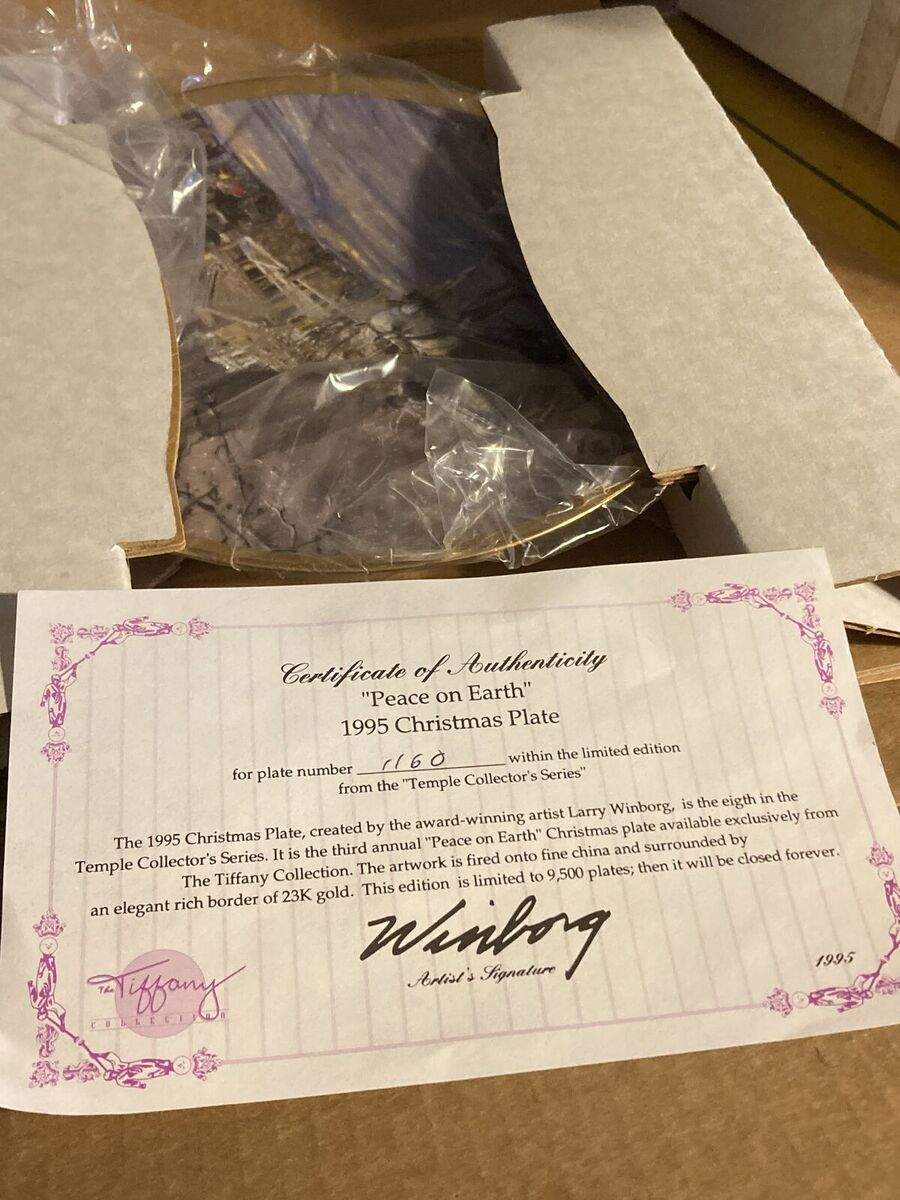 Certificate of Authenticity
"Peace on Earth"
1995 Christmas Plate
for plate number 1160 within the limited edition
from the "Temple Collector's Series"
The 1995 Christmas Plate, created by the award-winning artist Larry Winborg, is the eigth in the
Temple Collector's Series. It is the third annual "Peace on Earth" Christmas plate available exclusively from
The Tiffany Collection. The artwork is fired onto fine china and surrounded by
an elegant rich border of 23K gold. This edition is limited to 9,500 plates; then it will be closed forever.
Winborg
Artist's Signature
1995
The Tiffany
COLLECTION